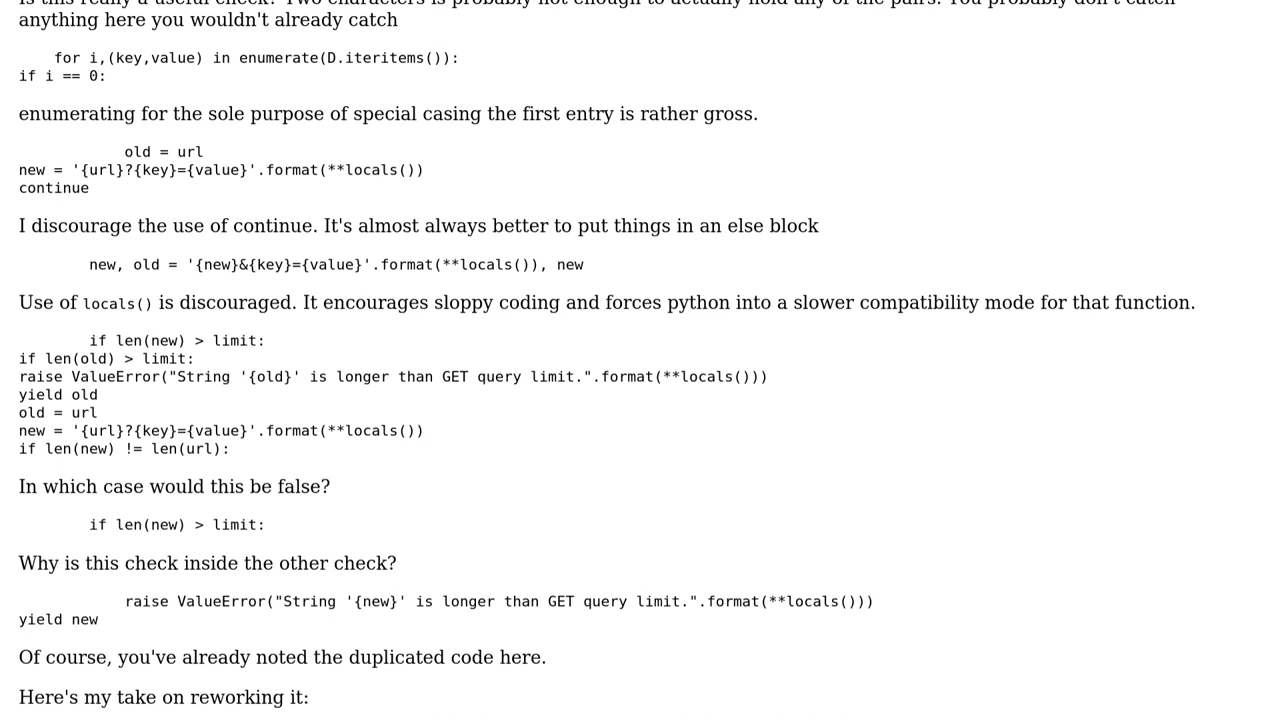 anything here you wouldn't already catch
for i,(key,value) in enumerate(D.iteritems()):
if i == 0:
enumerating for the sole purpose of special casing the first entry is rather gross.
old = url
new = '{url}?{key}={value}'.format(**locals())
continue
I discourage the use of continue. It's almost always better to put things in an else block
new, old = '{new}&{key}={value}'.format(**locals()), new
Use of locals() is discouraged. It encourages sloppy coding and forces python into a slower compatibility mode for that function.
if len(new) > limit:
if len(old) > limit:
raise ValueError("String '{old}' is longer than GET query limit.".format(**locals()))
yield old
old = url
new = '{url}?{key}={value}'.format(**locals())
if len(new) != len(url):
In which case would this be false?
if len(new) > limit:
Why is this check inside the other check?
raise ValueError("String '{new}' is longer than GET query limit.".format(**locals()))
yield new
Of course, you've already noted the duplicated code here.
Here's my take on reworking it: